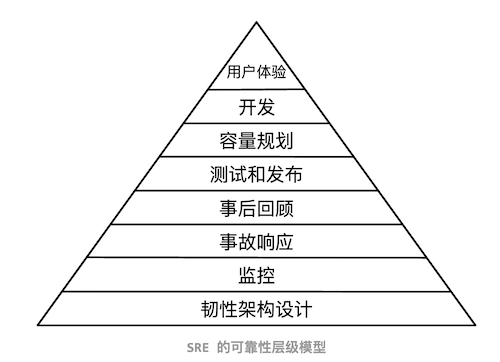 用户体验
开发
容量规划
测试和发布
事后回顾
事故响应
监控
韧性架构设计
SRE 的可靠性层级模型